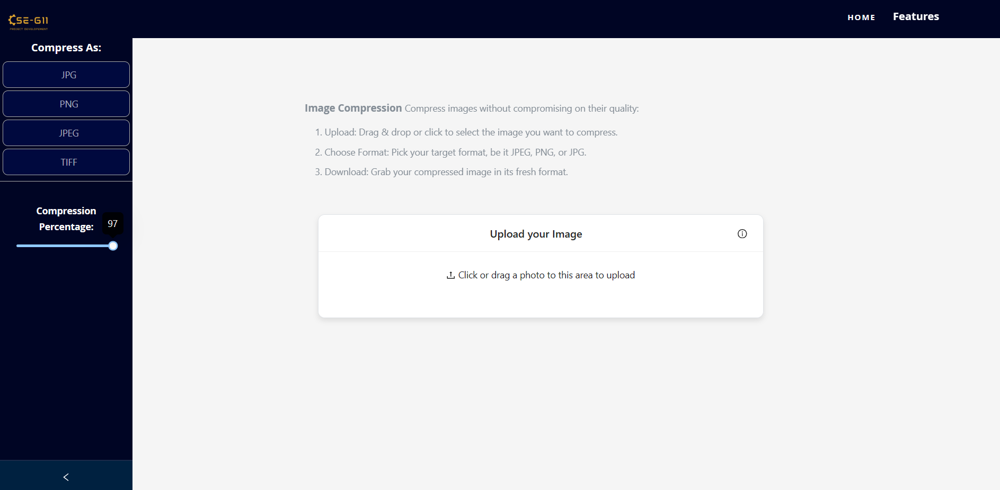 CSE-G11
PROJECT DEVELOPEMENT
HOME
Features
Compress As:
JPG
PNG
JPEG
TIFF
Compression
Percentage:
97
Image Compression Compress images without compromising on their quality:
1. Upload: Drag & drop or click to select the image you want to compress.
2. Choose Format: Pick your target format, be it JPEG, PNG, or JPG.
3. Download: Grab your compressed image in its fresh format.
Upload your Image
Click or drag a photo to this area to upload